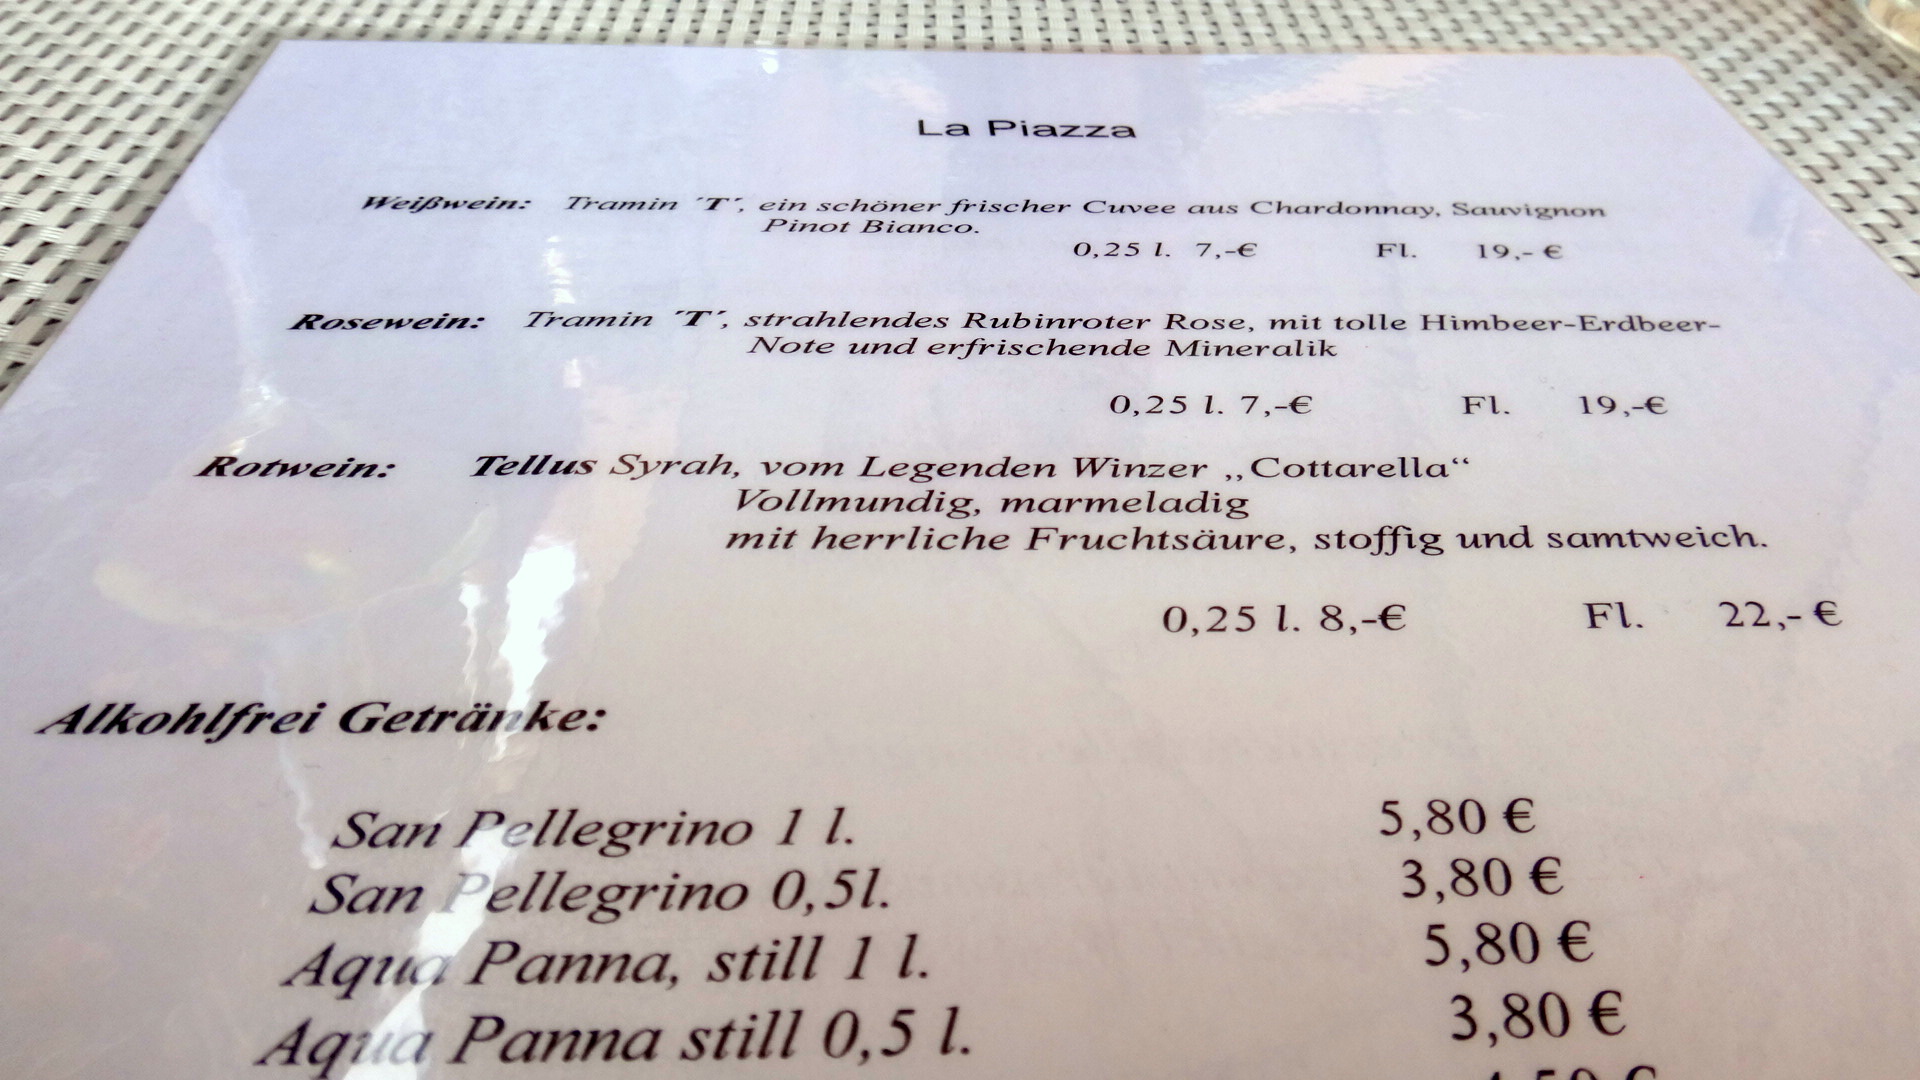 La Piazza
Weißwein: Tramin ´T´, ein schöner frischer Cuvee aus Chardonnay, Sauvignon
Pinot Bianco.
0,25 l. 7,-€ Fl. 19,- €
Rosewein: Tramin ´T´, strahlendes Rubinroter Rose, mit tolle Himbeer-Erdbeer-
Note und erfrischende Mineralik
0,25 l. 7,-€ Fl. 19,-€
Rotwein: Tellus Syrah, vom Legenden Winzer „Cottarella“
Vollmundig, marmeladig
mit herrliche Fruchtsäure, stoffig und samtweich.
0,25 l. 8,-€ Fl. 22,- €
Alkohlfrei Getränke:
San Pellegrino 1 l. 5,80 €
San Pellegrino 0,5l. 3,80 €
Aqua Panna, still 1 l. 5,80 €
Aqua Panna still 0,5 l. 3,80 €